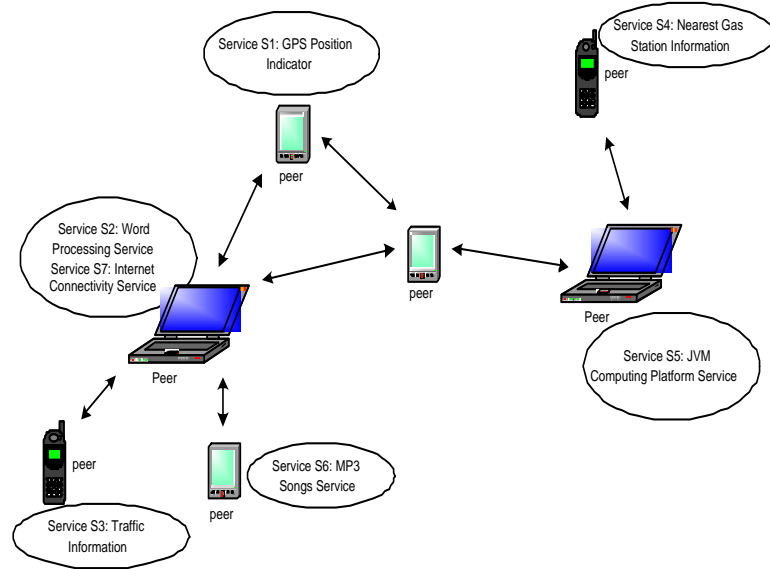 Service S1: GPS Position
Indicator
peer
Service S4: Nearest Gas
Station Information
peer
Service S2: Word
Processing Service
Service S7: Internet
Connectivity Service
Peer
peer
Peer
Service S5: JVM
Computing Platform Service
peer
Service S3: Traffic
Information
peer
Service S6: MP3
Songs Service